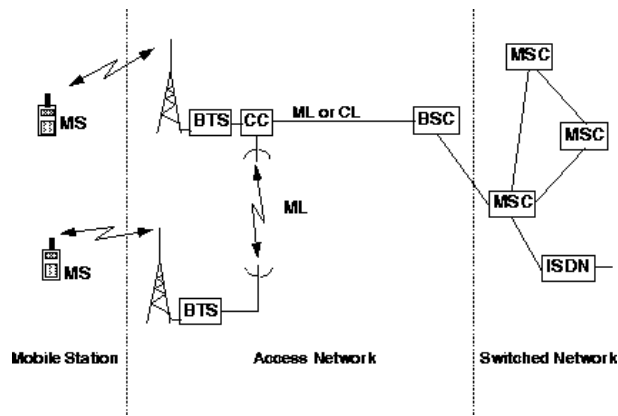 MSC
MS
BTS
CC
ML or CL
BSC
MSC
ML
MSC
MS
ISDN
BTS
Mobile Station
Access Network
Switched Network